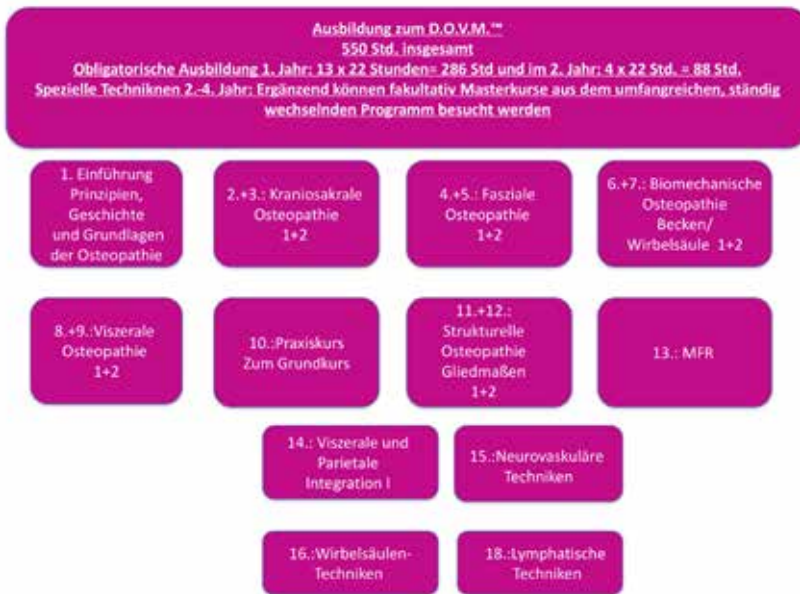 Ausbildung zum D.O.V.M.™
550 Std. insgesamt
Obligatorische Ausbildung 1. Jahr: 13 x 22 Stunden= 286 Std und im 2. Jahr: 4 x 22 Std. = 88 Std.
Spezielle Techniknen 2.-4. Jahr: Ergänzend können fakultativ Masterkurse aus dem umfangreichen, ständig
wechselnden Programm besucht werden
1. Einführung
Prinzipien,
Geschichte
und Grundlagen
der Osteopathie
2.+3.: Kraniosakrale
Osteopathie
1+2
4.+5.: Fasziale
Osteopathie
1+2
6.+7.: Biomechanische
Osteopathie
Becken/
Wirbelsäule 1+2
8.+9.:Viszerale
Osteopathie
1+2
10.:Praxiskurs
Zum Grundkurs
11.+12.:
Strukturelle
Osteopathie
Gliedmaßen
1+2
13.: MFR
14.: Viszerale und
Parietale
Integration I
15.:Neurovaskuläre
Techniken
16.:Wirbelsäulen-
Techniken
18.:Lymphatische
Techniken